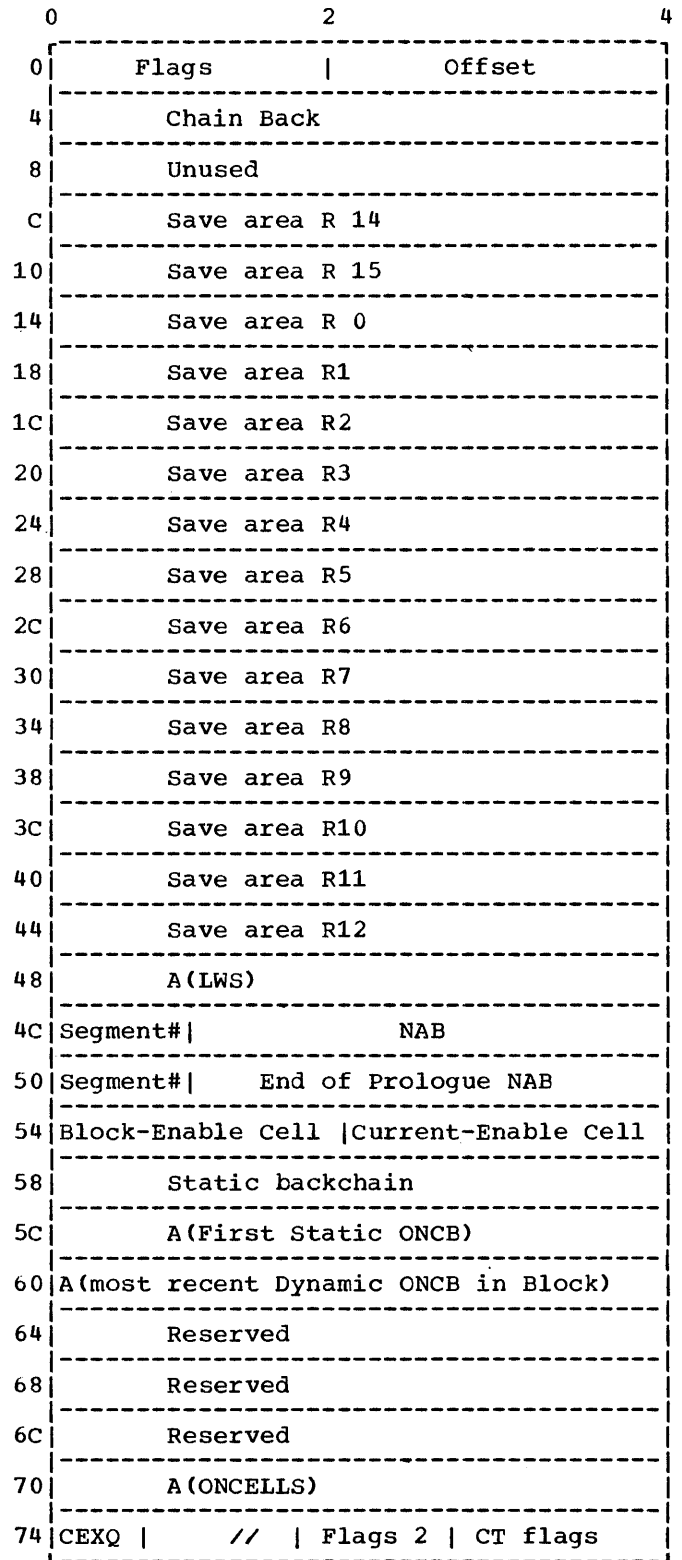 0 2 4
0| Flags | Offset
4| Chain Back
8| Unused
C| Save area R 14
10| Save area R 15
14| Save area R 0
18| Save area R1
1C| Save area R2
20| Save area R3
24| Save area R4
28| Save area R5
2C| Save area R6
30| Save area R7
34| Save area R8
38| Save area R9
3C| Save area R10
40| Save area R11
44| Save area R12
48| A(LWS)
4C|Segment#| NAB
50|Segment#| End of Prologue NAB
54|Block-Enable Cell |Current-Enable Cell
58| Static backchain
5C| A(First Static ONCB)
60|A(most recent Dynamic ONCB in Block)
64| Reserved
68| Reserved
6C| Reserved
70| A(ONCELLS)
74|CEXQ | // | Flags 2 | CT flags